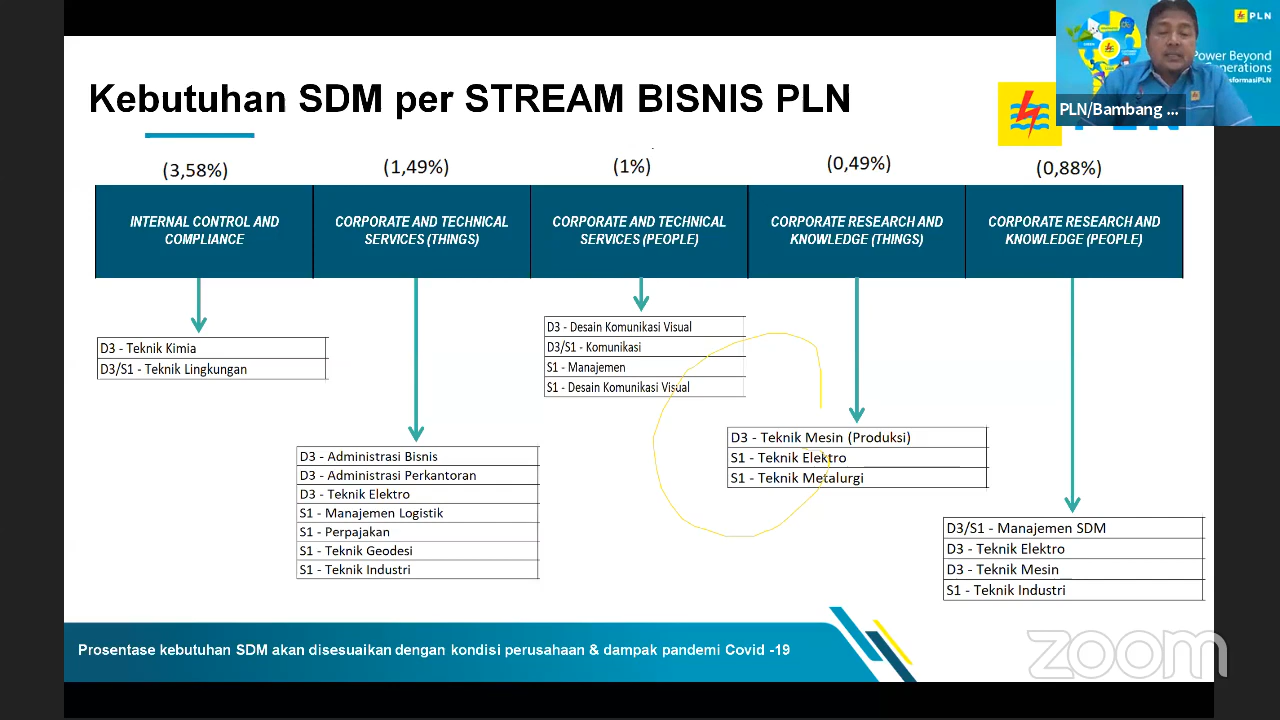 Kebutuhan SDM per STREAM BISNIS PLN
PLN
Power Beyond
Generations
PLN/Bambang ...
(3,58%)
(1,49%)
(1%)
(0,49%)
(0,88%)
INTERNAL CONTROL AND
COMPLIANCE
CORPORATE AND TECHNICAL
SERVICES (THINGS)
CORPORATE AND TECHNICAL
SERVICES (PEOPLE)
CORPORATE RESEARCH AND
KNOWLEDGE (THINGS)
CORPORATE RESEARCH AND
KNOWLEDGE (PEOPLE)
D3 - Teknik Kimia
D3/S1 - Teknik Lingkungan
D3 - Administrasi Bisnis
D3 - Administrasi Perkantoran
D3 - Teknik Elektro
S1 - Manajemen Logistik
S1 - Perpajakan
S1 - Teknik Geodesi
S1 - Teknik Industri
D3 - Desain Komunikasi Visual
D3/S1 - Komunikasi
S1 - Manajemen
S1 - Desain Komunikasi Visual
D3 - Teknik Mesin (Produksi)
S1 - Teknik Elektro
S1 - Teknik Metalurgi
D3/S1 - Manajemen SDM
D3 - Teknik Elektro
D3 - Teknik Mesin
S1 - Teknik Industri
Prosentase kebutuhan SDM akan disesuaikan dengan kondisi perusahaan & dampak pandemi Covid -19
zoom